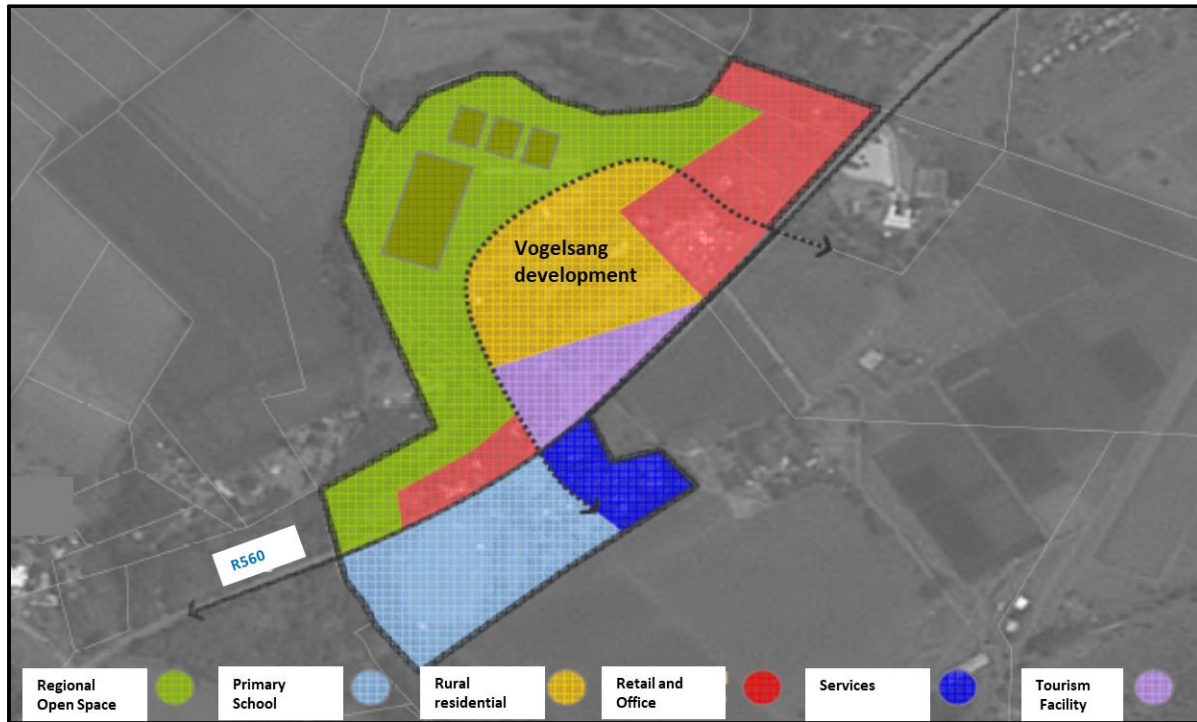 Vogelsang
development
R560
Regional
Open Space
Primary
School
Rural
residential
Retail and
Office
Services
Tourism
Facility